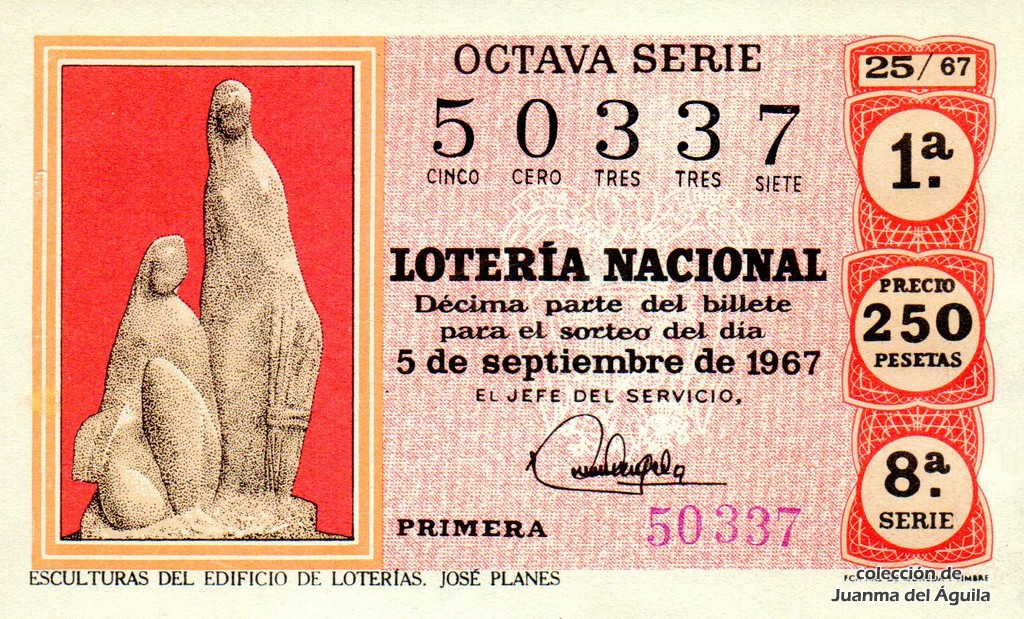 OCTAVA SERIE
25/67
5 0 3 3 7
CINCO CERO TRES TRES SIETE
1ª.
LOTERÍA NACIONAL
Décima parte del billete
para el sorteo del día
5 de septiembre de 1967
EL JEFE DEL SERVICIO,
PRECIO
250
PESETAS
8ª.
SERIE
PRIMERA
50337
ESCULTURAS DEL EDIFICIO DE LOTERÍAS. JOSÉ PLANES
colección de
Juanma del Águila